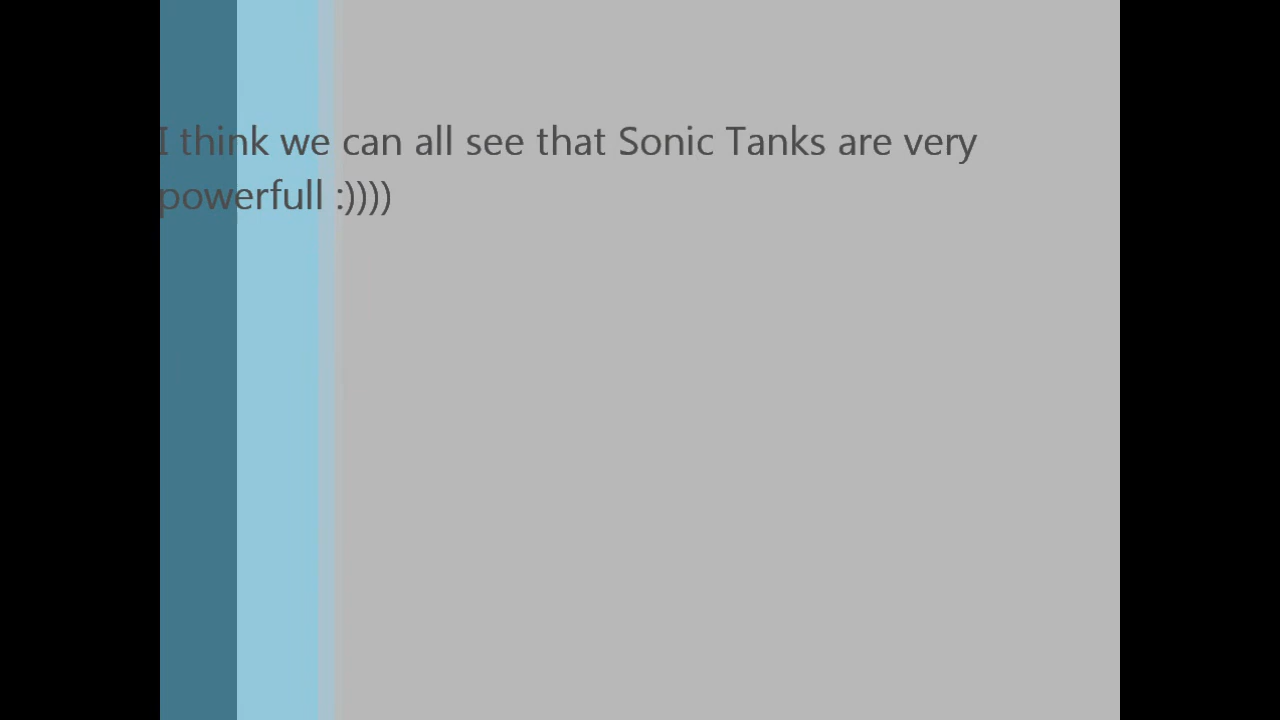 I think we can all see that Sonic Tanks are very
powerfull :))))